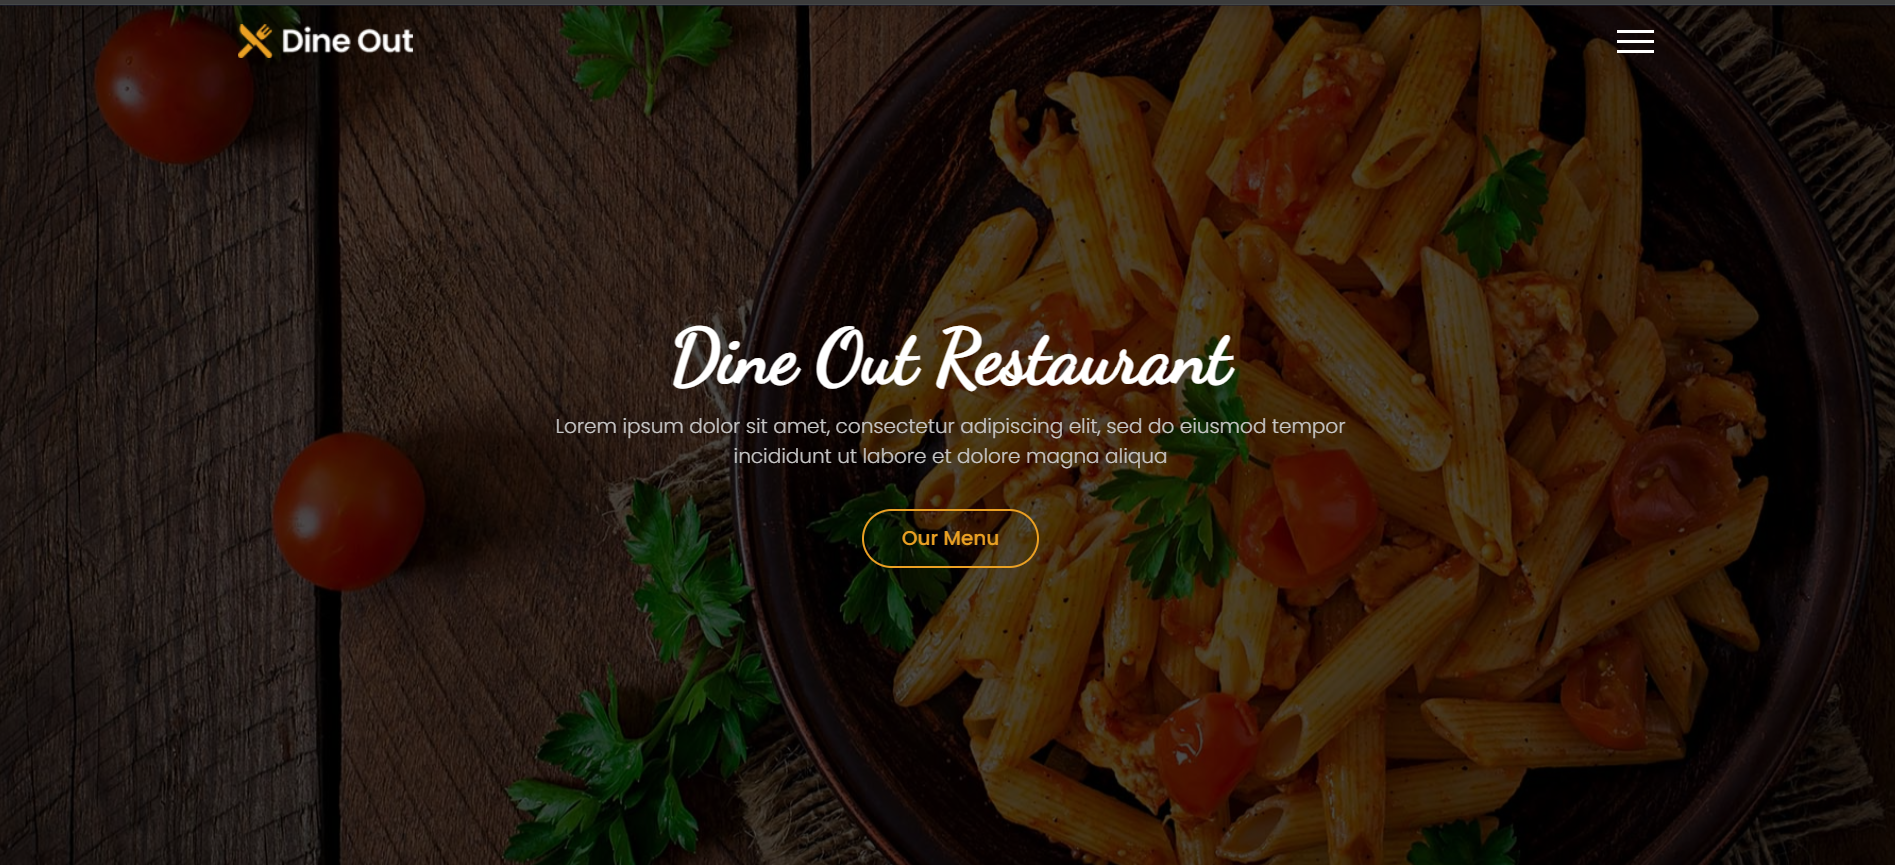 Dine Out
Dine Out Restaurant
Lorem ipsum dolor sit amet, consectetur adipiscing elit, sed do eiusmod tempor
incididunt ut labore et dolore magna aliqua
Our Menu